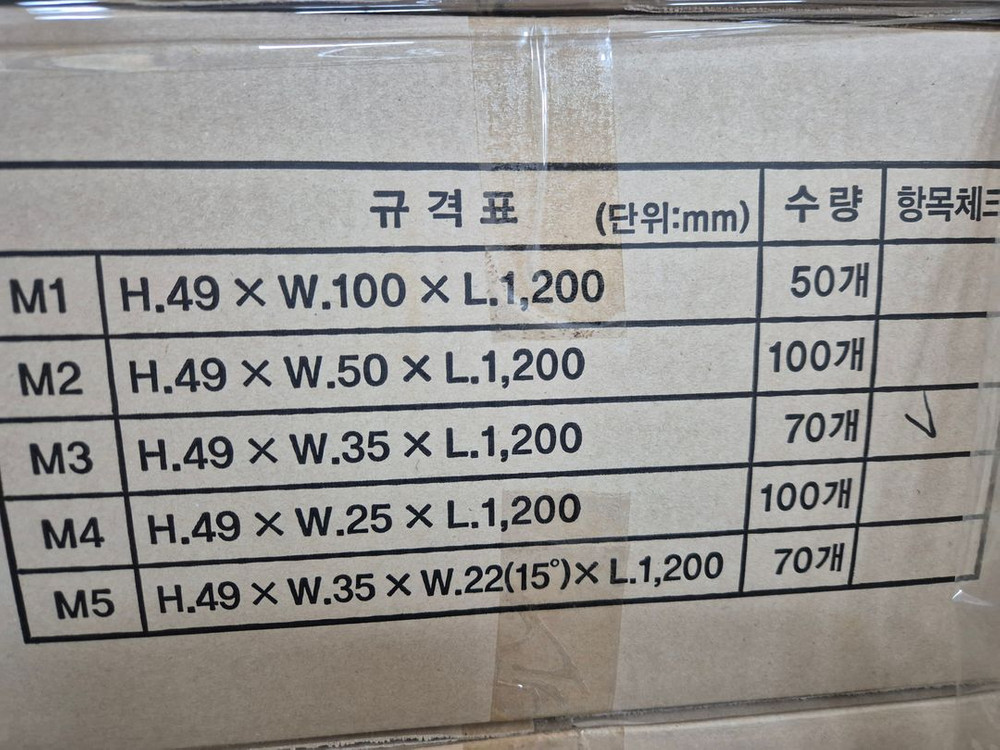 규격표 (단위:mm) 수량 항목체크
M1 H.49 × W.100 × L.1,200 50개
M2 H.49 × W.50 × L.1,200 100개
M3 H.49 × W.35 × L.1,200 70개 ✓
M4 H.49 × W.25 × L.1,200 100개
M5 H.49 × W.35 × W.22(15°)× L.1,200 70개